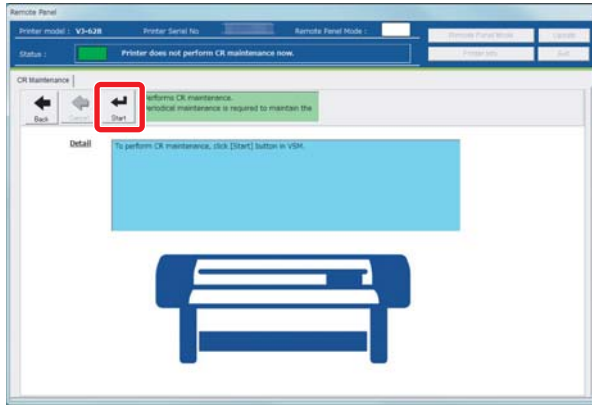 Remote Panel
Printer model : VJ-628 Printer Serial No Remote Panel Mode : Remote Panel Mode Update
Status : Printer does not perform CR maintenance now. Printer Info Exit
CR Maintenance
Performs CR maintenance.
Periodical maintenance is required to maintain the
Back Cancel Start
Detail To perform CR maintenance, click [Start] button in VSM.